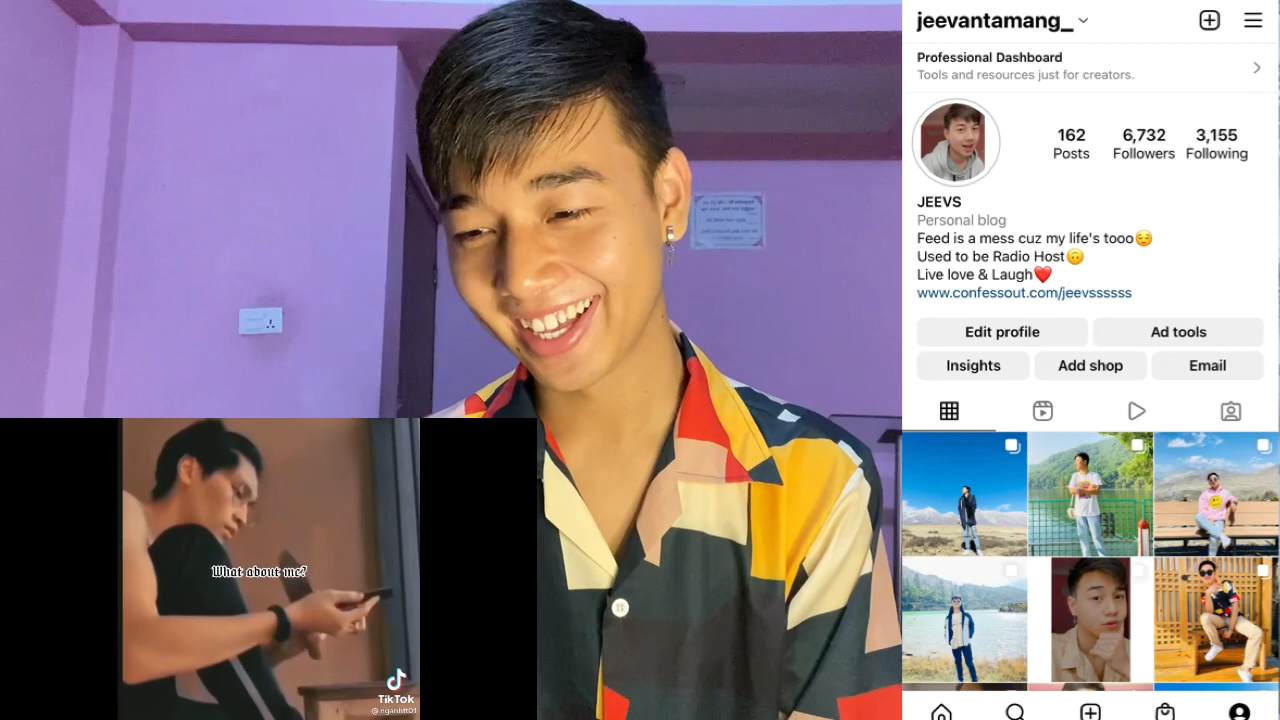 jeevantamang_
Professional Dashboard
Tools and resources just for creators.
162
Posts
6,732
Followers
3,155
Following
JEEVS
Personal blog
Feed is a mess cuz my life's tooo😌
Used to be Radio Host🙃
Live love & Laugh❤️
www.confessout.com/jeevssssss
Edit profile
Ad tools
Insights
Add shop
Email
What about me?
TikTok